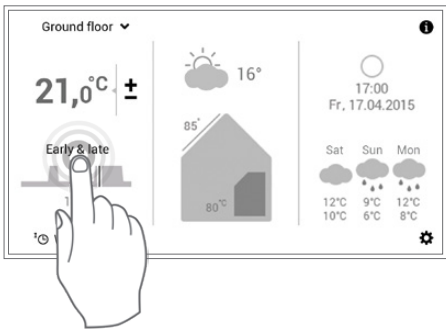 Ground floor
16°
21,0°C ±
17:00
Fr, 17.04.2015
85°
Early & late
Sat Sun Mon
80°C
12°C 9°C 12°C
10°C 6°C 8°C